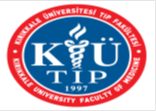 KIRIKKALE ÜNİVERSİTESİ TIP FAKÜLTESİ
KÜ
TIP
1997
KIRIKKALE UNIVERSITY FACULTY OF MEDICINE